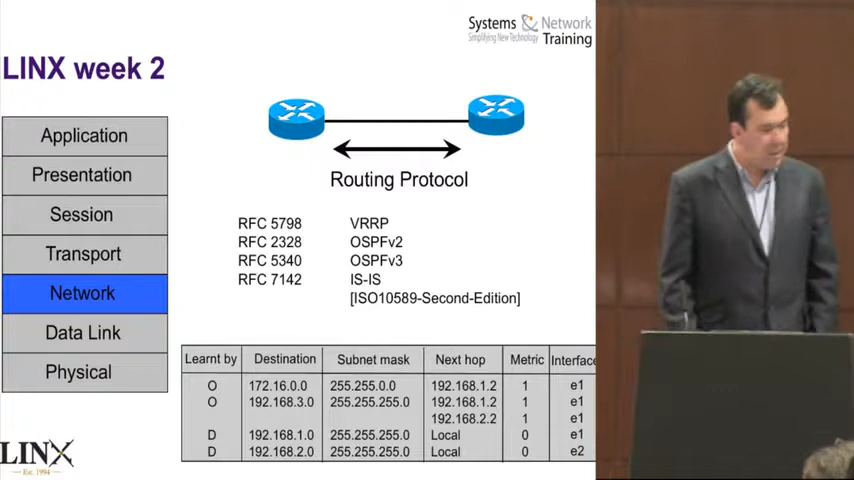 Systems & Network
Simplifying New Technology
Training
LINX week 2
Application
Presentation
Session
Transport
Network
Data Link
Physical
Routing Protocol
RFC 5798 VRRP
RFC 2328 OSPFv2
RFC 5340 OSPFv3
RFC 7142 IS-IS
[ISO10589-Second-Edition]
Learnt by Destination Subnet mask Next hop Metric Interface
O 172.16.0.0 255.255.0.0 192.168.1.2 1 e1
O 192.168.3.0 255.255.255.0 192.168.1.2 1 e1
192.168.2.2 1 e1
D 192.168.1.0 255.255.255.0 Local 0 e1
D 192.168.2.0 255.255.255.0 Local 0 e2
LINX
Est. 1994